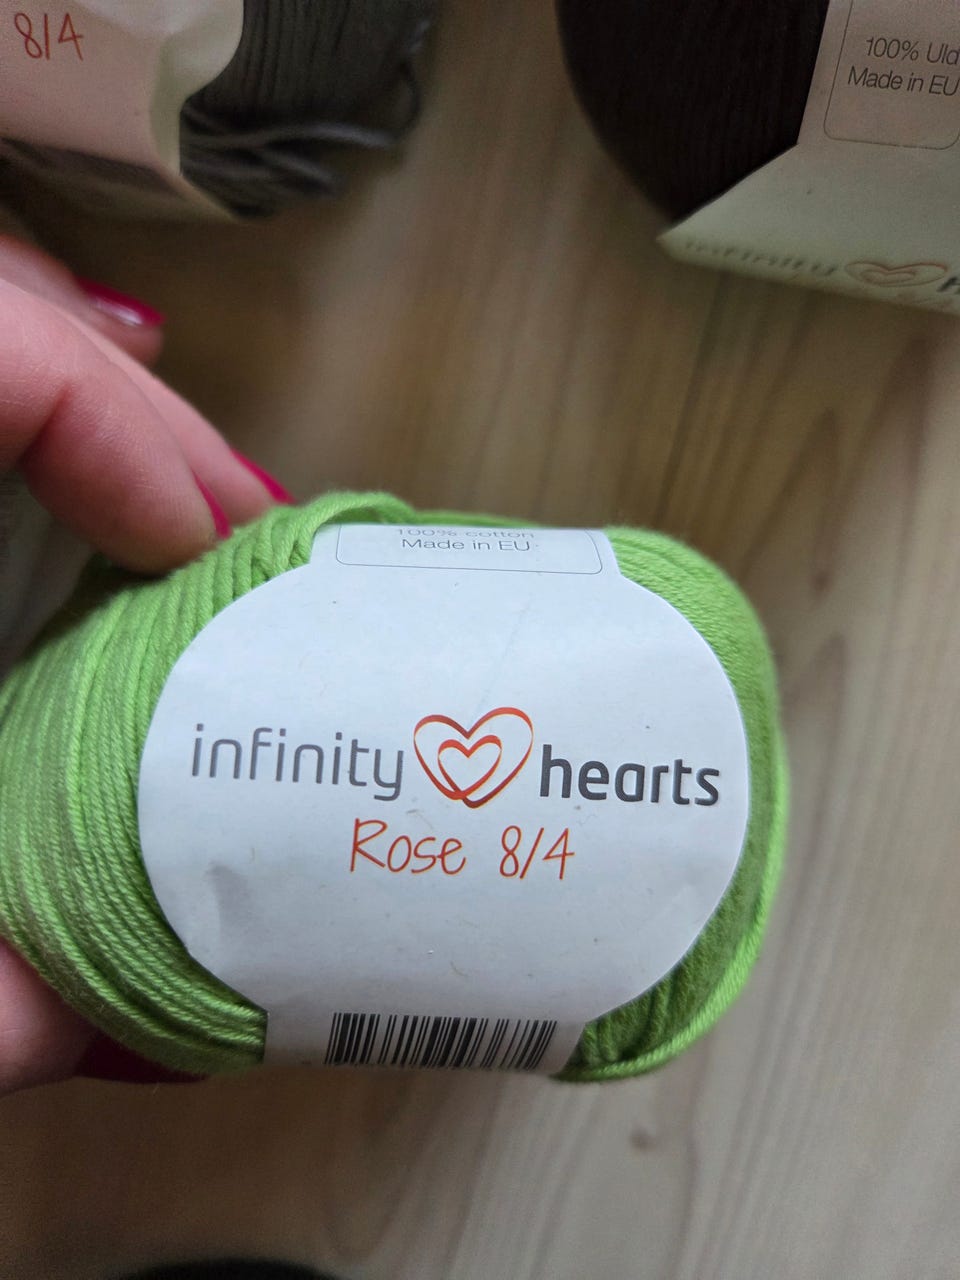 8/4
100% Uld
Made in EU
infinity
100% cotton
Made in EU
infinity hearts
Rose 8/4